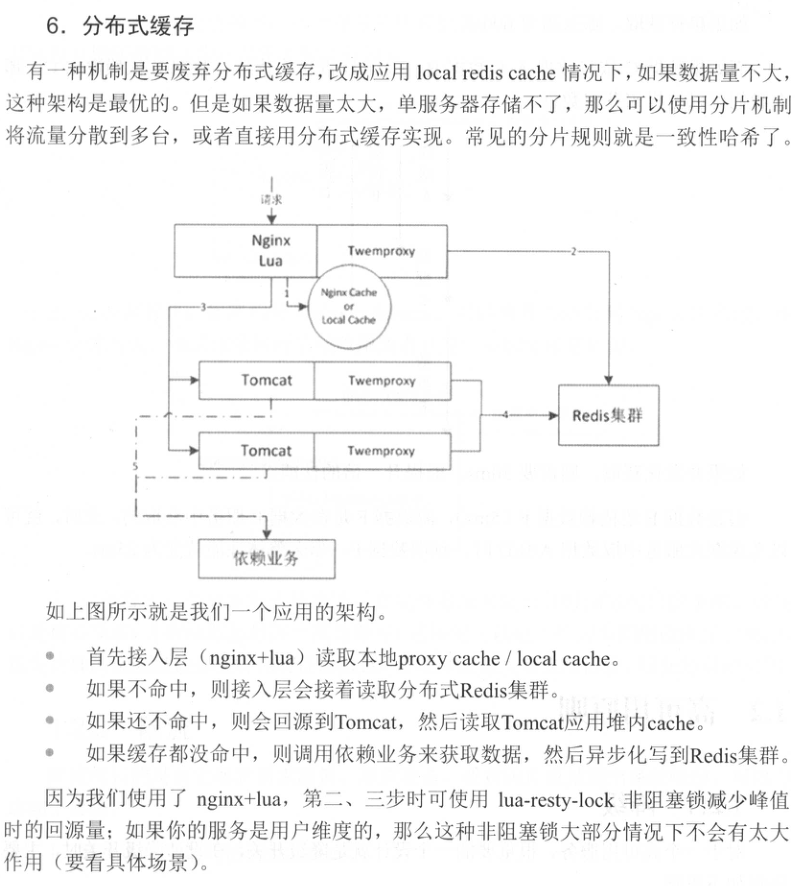 6. 分布式缓存
有一种机制是要废弃分布式缓存，改成应用 local redis cache 情况下，如果数据量不大，
这种架构是最优的。但是如果数据量太大，单服务器存储不了，那么可以使用分片机制
将流量分散到多台，或者直接用分布式缓存实现。常见的分片规则就是一致性哈希了。
请求
Nginx
Lua
Twemproxy
2
1
Nginx Cache
or
Local Cache
3
Tomcat
Twemproxy
4
Redis集群
Tomcat
Twemproxy
5
依赖业务
如上图所示就是我们一个应用的架构。
● 首先接入层（nginx+lua）读取本地proxy cache / local cache。
● 如果不命中，则接入层会接着读取分布式Redis集群。
● 如果还不命中，则会回源到Tomcat，然后读取Tomcat应用堆内cache。
● 如果缓存都没命中，则调用依赖业务来获取数据，然后异步化写到Redis集群。
因为我们使用了 nginx+lua，第二、三步时可使用 lua-resty-lock 非阻塞锁减少峰值
时的回源量；如果你的服务是用户维度的，那么这种非阻塞锁大部分情况下不会有太大
作用（要看具体场景）。